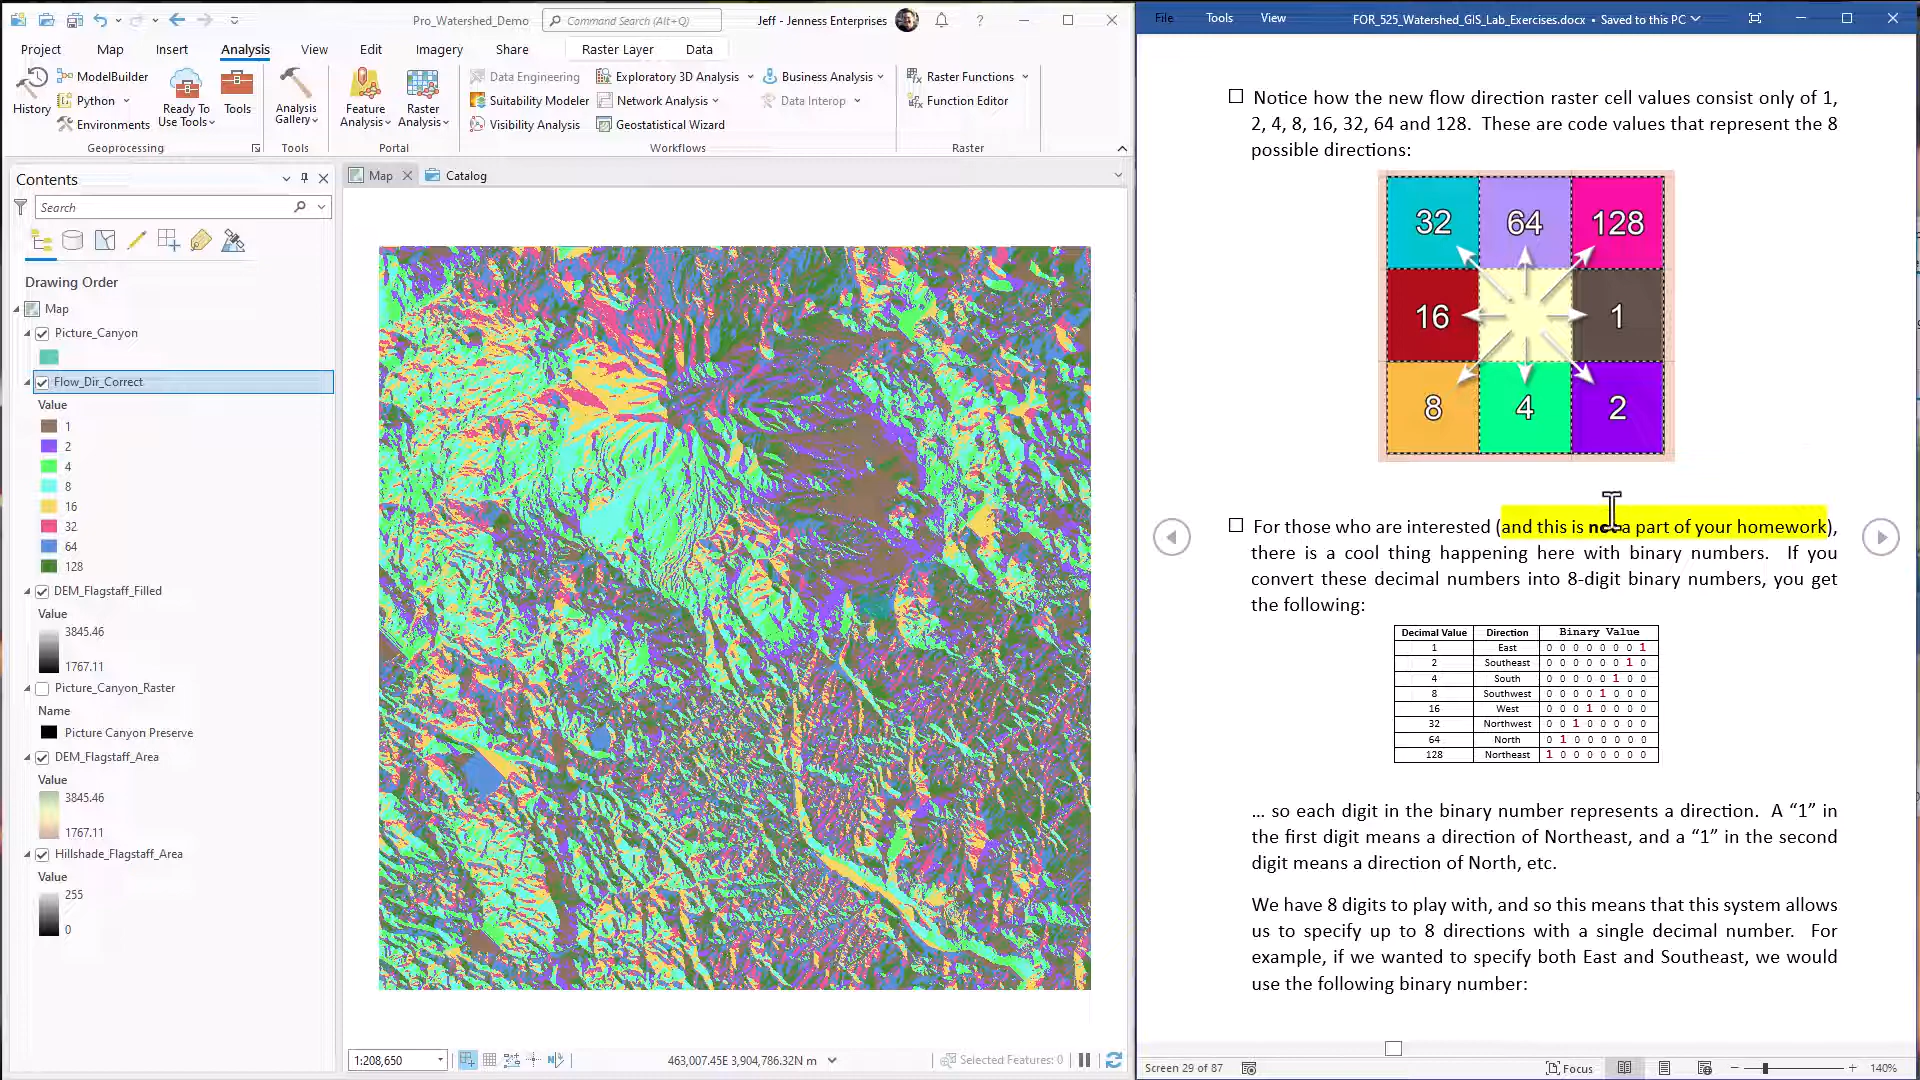 Pro_Watershed_Demo
Command Search (Alt+Q)
Jeff - Jenness Enterprises
?
Project
Map
Insert
Analysis
View
Edit
Imagery
Share
Raster Layer
Data
History
ModelBuilder
Python
Environments
Ready To Use Tools
Tools
Geoprocessing
Analysis Gallery
Tools
Feature Analysis
Raster Analysis
Portal
Data Engineering
Suitability Modeler
Visibility Analysis
Exploratory 3D Analysis
Network Analysis
Geostatistical Wizard
Business Analysis
Data Interop
Workflows
Raster Functions
Function Editor
Raster
Contents
Search
Drawing Order
Map
Picture_Canyon
Flow_Dir_Correct
Value
1
2
4
8
16
32
64
128
DEM_Flagstaff_Filled
Value
3845.46
1767.11
Picture_Canyon_Raster
Name
Picture Canyon Preserve
DEM_Flagstaff_Area
Value
3845.46
1767.11
Hillshade_Flagstaff_Area
Value
255
0
Map
Catalog
1:208,650
463,007.45E 3,904,786.32N m
Selected Features: 0
File
Tools
View
FOR_525_Watershed_GIS_Lab_Exercises.docx • Saved to this PC
Notice how the new flow direction raster cell values consist only of 1,
2, 4, 8, 16, 32, 64 and 128. These are code values that represent the 8
possible directions:
32 64 128
16 1
8 4 2
For those who are interested (and this is not a part of your homework),
there is a cool thing happening here with binary numbers. If you
convert these decimal numbers into 8-digit binary numbers, you get
the following:
Decimal Value Direction Binary Value
1 East 0 0 0 0 0 0 0 1
2 Southeast 0 0 0 0 0 0 1 0
4 South 0 0 0 0 0 1 0 0
8 Southwest 0 0 0 0 1 0 0 0
16 West 0 0 0 1 0 0 0 0
32 Northwest 0 0 1 0 0 0 0 0
64 North 0 1 0 0 0 0 0 0
128 Northeast 1 0 0 0 0 0 0 0
... so each digit in the binary number represents a direction. A “1” in
the first digit means a direction of Northeast, and a “1” in the second
digit means a direction of North, etc.
We have 8 digits to play with, and so this means that this system allows
us to specify up to 8 directions with a single decimal number. For
example, if we wanted to specify both East and Southeast, we would
use the following binary number:
Screen 29 of 87
Focus
140%